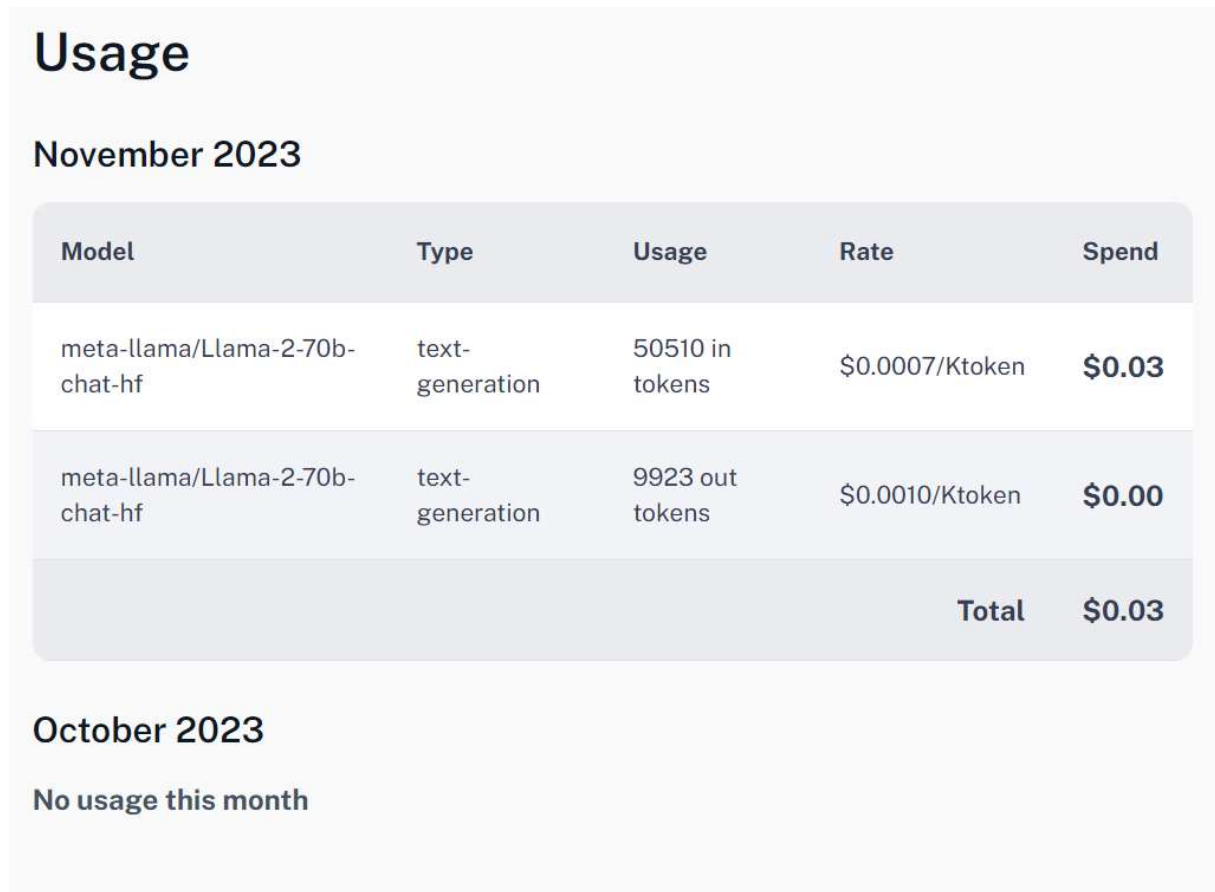 Usage
November 2023
Model Type Usage Rate Spend
meta-llama/Llama-2-70b-
chat-hf
text-
generation
50510 in
tokens
$0.0007/Ktoken
$0.03
meta-llama/Llama-2-70b-
chat-hf
text-
generation
9923 out
tokens
$0.0010/Ktoken
$0.00
Total $0.03
October 2023
No usage this month